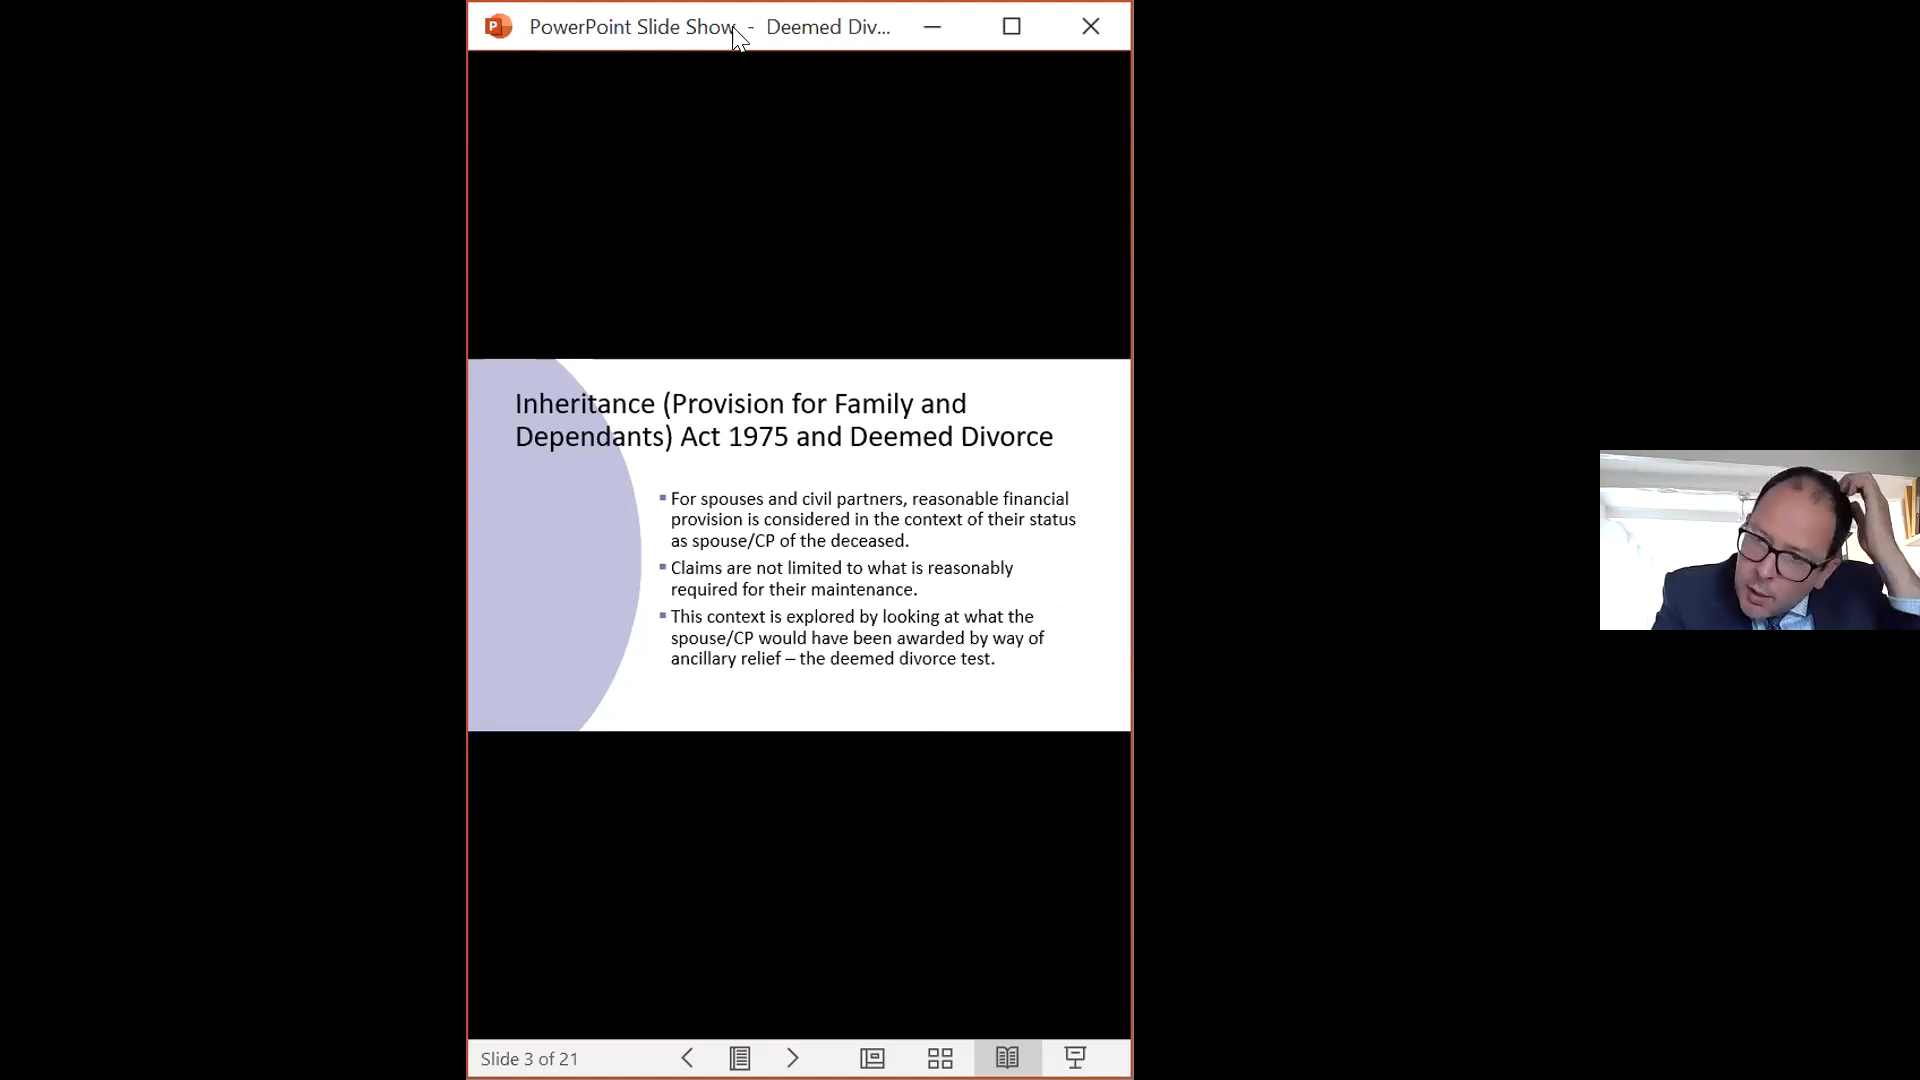 PowerPoint Slide Show - Deemed Div...
Inheritance (Provision for Family and
Dependants) Act 1975 and Deemed Divorce
▪ For spouses and civil partners, reasonable financial
provision is considered in the context of their status
as spouse/CP of the deceased.
▪ Claims are not limited to what is reasonably
required for their maintenance.
▪ This context is explored by looking at what the
spouse/CP would have been awarded by way of
ancillary relief – the deemed divorce test.
Slide 3 of 21